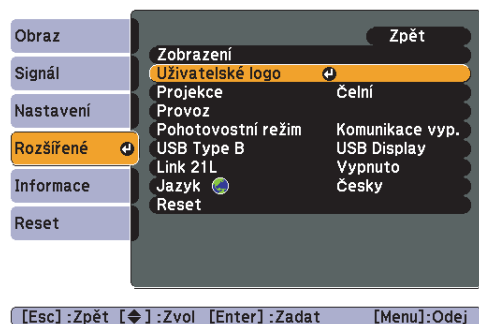 Obraz
Signál
Nastavení
Rozšířené
Informace
Reset
Zpět
Zobrazení
Uživatelské logo
Projekce Čelní
Provoz
Pohotovostní režim Komunikace vyp.
USB Type B USB Display
Link 21L Vypnuto
Jazyk Česky
Reset
[Esc] :Zpět [◆] :Zvol [Enter] :Zadat [Menu]:Odej